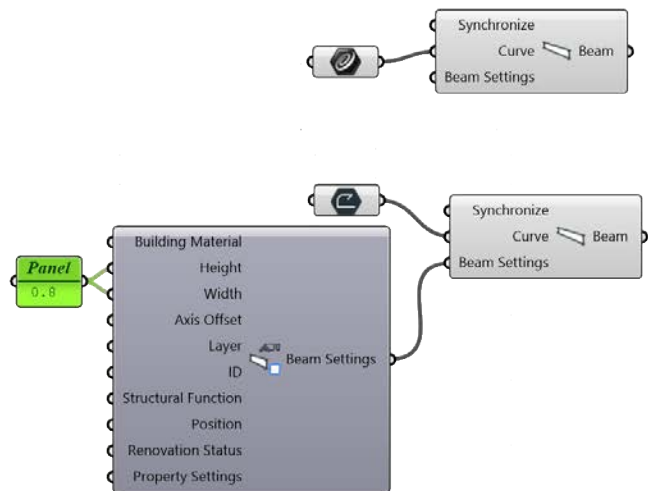 Synchronize
Curve
Beam
Beam Settings
Synchronize
Curve
Beam
Beam Settings
Panel
0.8
Building Material
Height
Width
Axis Offset
Layer
ID
Structural Function
Position
Renovation Status
Property Settings
Beam Settings